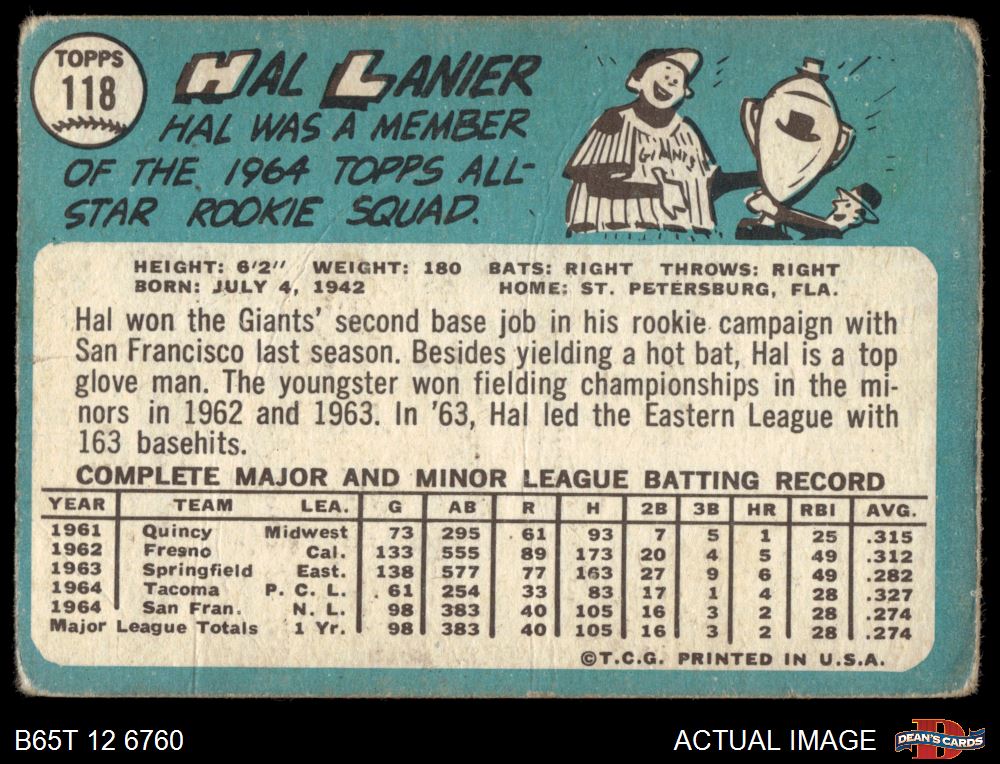 TOPPS
118
HAL LANIER
HAL WAS A MEMBER
OF THE 1964 TOPPS ALL-
STAR ROOKIE SQUAD.
GIANTS
HEIGHT: 6'2" WEIGHT: 180 BATS: RIGHT THROWS: RIGHT
BORN: JULY 4, 1942 HOME: ST. PETERSBURG, FLA.
Hal won the Giants' second base job in his rookie campaign with
San Francisco last season. Besides yielding a hot bat, Hal is a top
glove man. The youngster won fielding championships in the mi-
nors in 1962 and 1963. In '63, Hal led the Eastern League with
163 basehits.
COMPLETE MAJOR AND MINOR LEAGUE BATTING RECORD
YEAR TEAM LEA. G AB R H 2B 3B HR RBI AVG.
1961 Quincy Midwest 73 295 61 93 7 5 1 25 .315
1962 Fresno Cal. 133 555 89 173 20 4 5 49 .312
1963 Springfield East. 138 577 77 163 27 9 6 49 .282
1964 Tacoma P. C. L. 61 254 33 83 17 1 4 28 .327
1964 San Fran. N. L. 98 383 40 105 16 3 2 28 .274
Major League Totals 1 Yr. 98 383 40 105 16 3 2 28 .274
©T.C.G. PRINTED IN U.S.A.
B65T 12 6760
ACTUAL IMAGE
DEAN'S CARDS